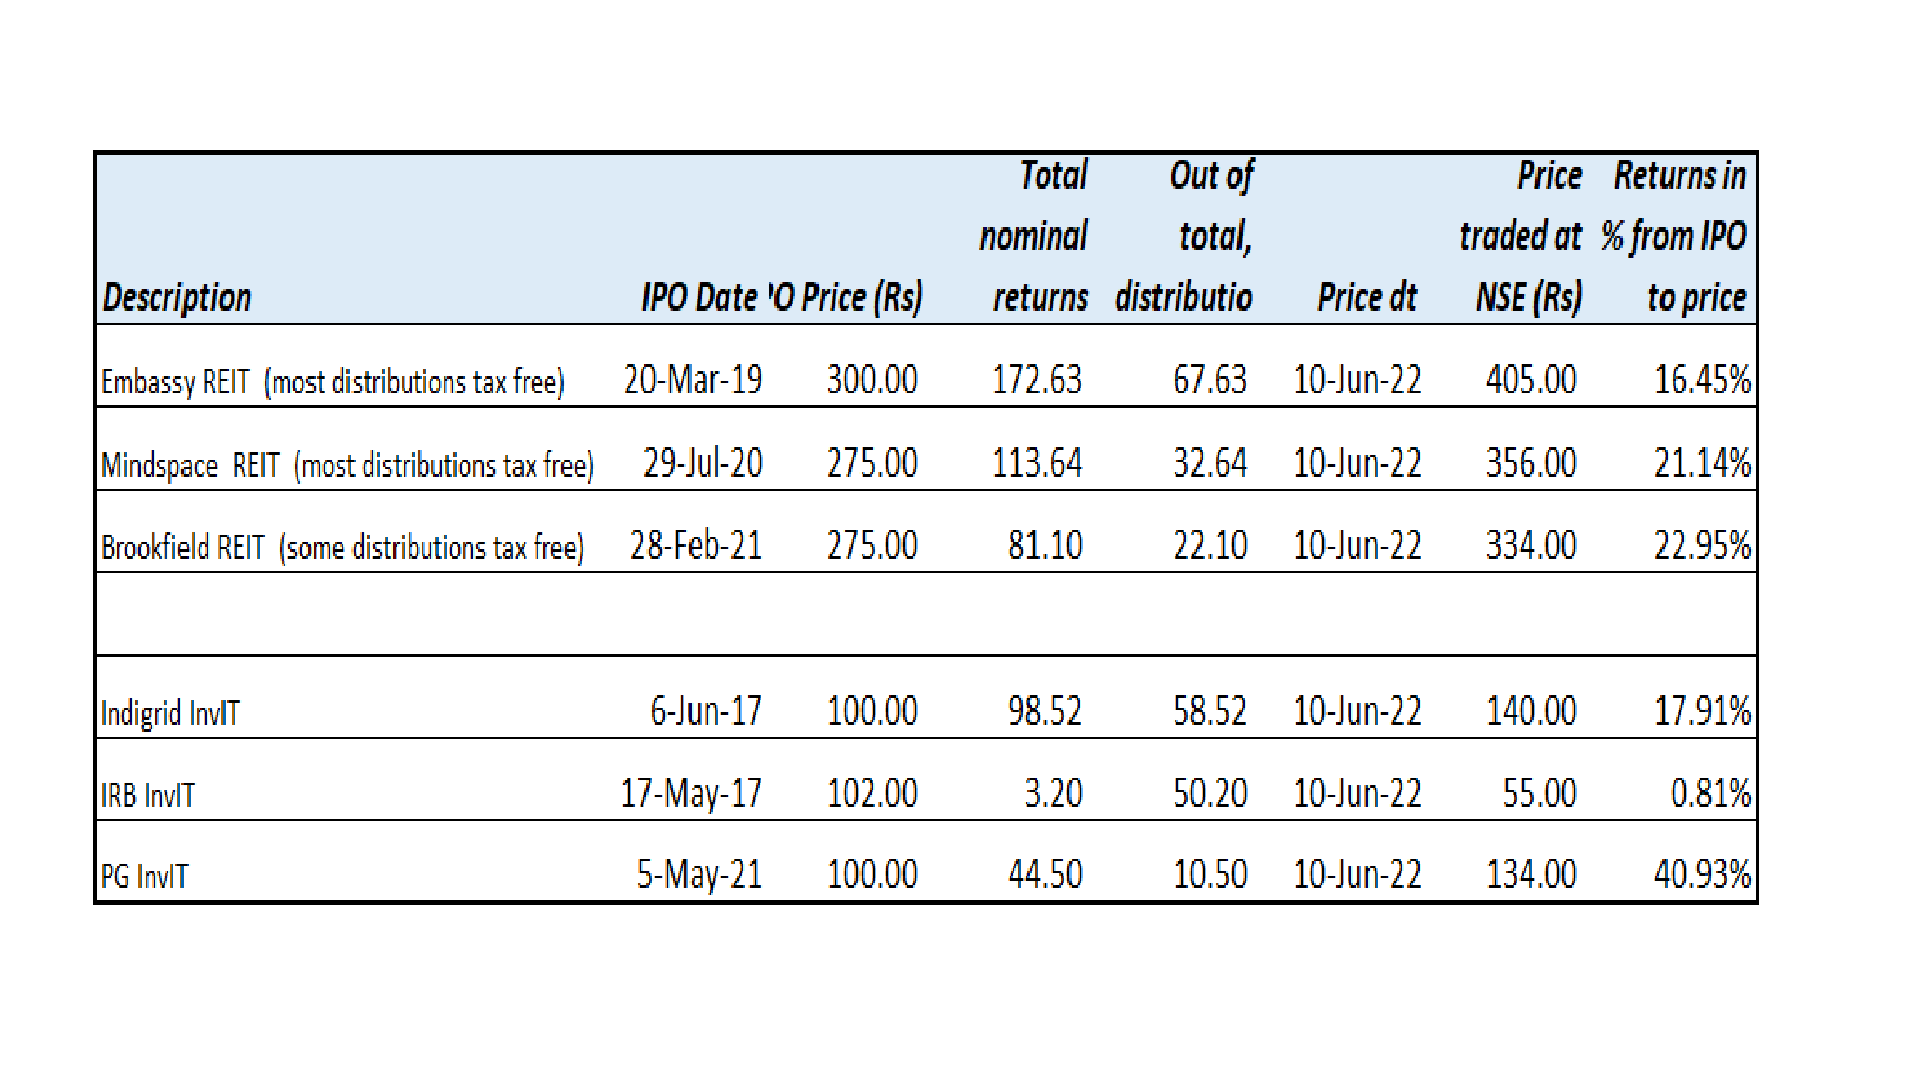 Description IPO Date 'O Price (Rs) Total nominal returns Out of total, distributio Price dt Price traded at NSE (Rs) Returns in % from IPO to price
Embassy REIT (most distributions tax free) 20-Mar-19 300.00 172.63 67.63 10-Jun-22 405.00 16.45%
Mindspace REIT (most distributions tax free) 29-Jul-20 275.00 113.64 32.64 10-Jun-22 356.00 21.14%
Brookfield REIT (some distributions tax free) 28-Feb-21 275.00 81.10 22.10 10-Jun-22 334.00 22.95%
Indigrid InvIT 6-Jun-17 100.00 98.52 58.52 10-Jun-22 140.00 17.91%
IRB InvIT 17-May-17 102.00 3.20 50.20 10-Jun-22 55.00 0.81%
PG InvIT 5-May-21 100.00 44.50 10.50 10-Jun-22 134.00 40.93%